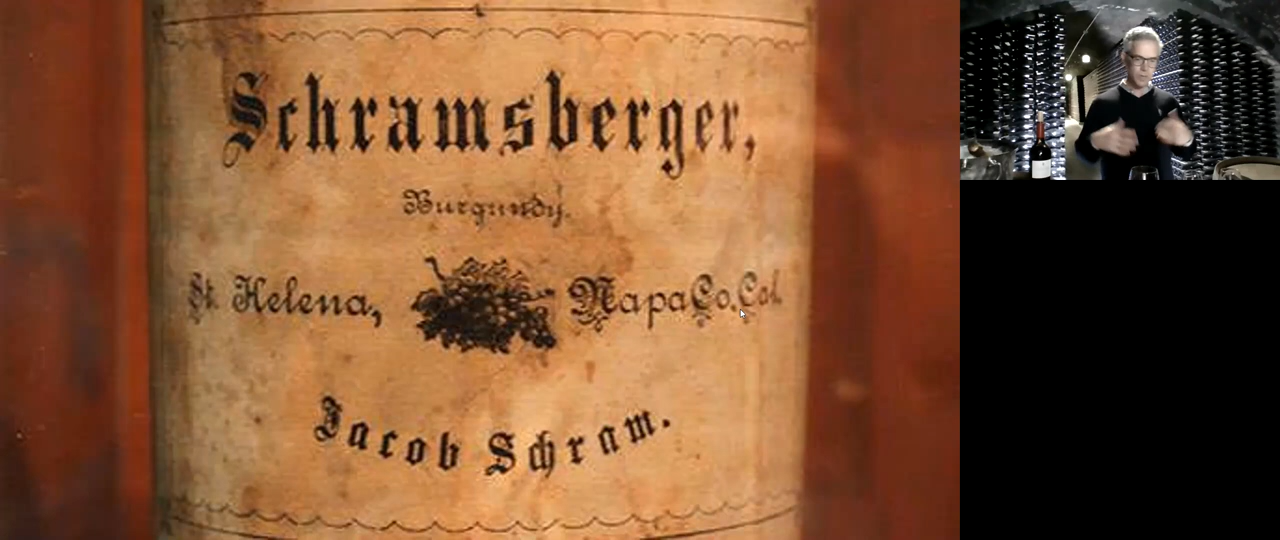 Schramsberger,
Burgundy.
St. Helena, Napa Co. Cal.
Jacob Schram.